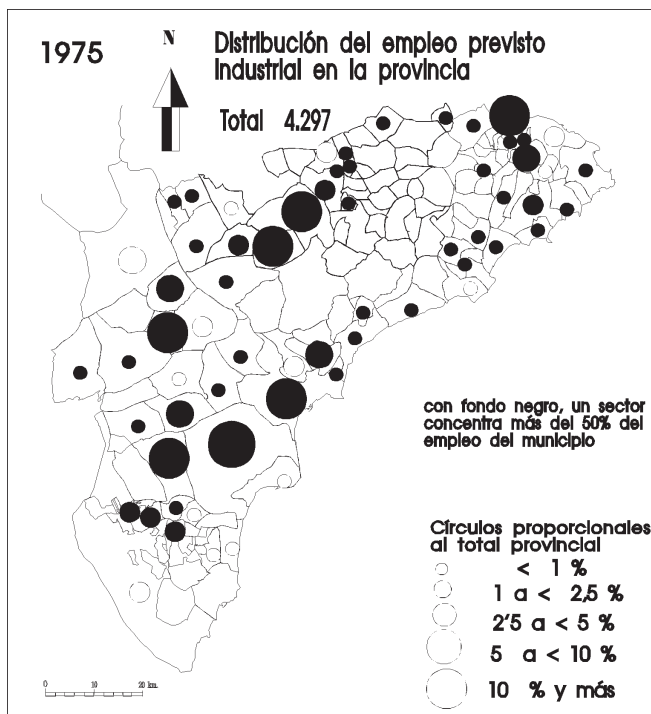 1975
N
Distribución del empleo previsto
industrial en la provincia
Total 4.297
con fondo negro, un sector
concentra más del 50% del
empleo del municipio
Círculos proporcionales
al total provincial
< 1 %
1 a < 2,5 %
2'5 a < 5 %
5 a < 10 %
10 % y más
0 10 20 km.